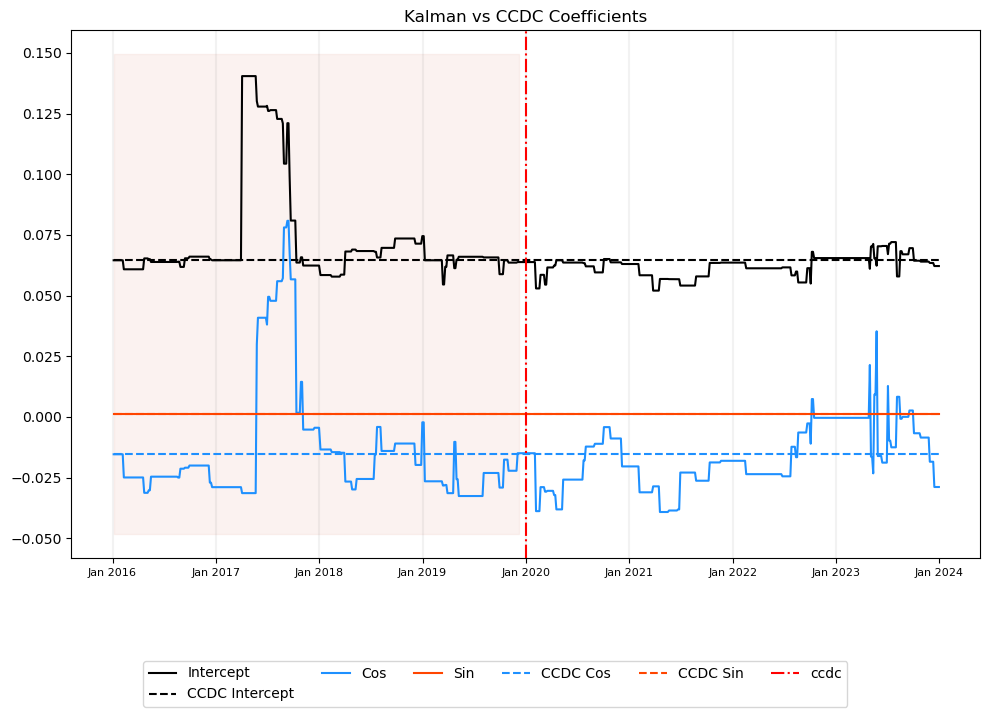 Kalman vs CCDC Coefficients
0.150
0.125
0.100
0.075
0.050
0.025
0.000
−0.025
−0.050
Jan 2016 Jan 2017 Jan 2018 Jan 2019 Jan 2020 Jan 2021 Jan 2022 Jan 2023 Jan 2024
Intercept Cos Sin CCDC Cos CCDC Sin ccdc
CCDC Intercept